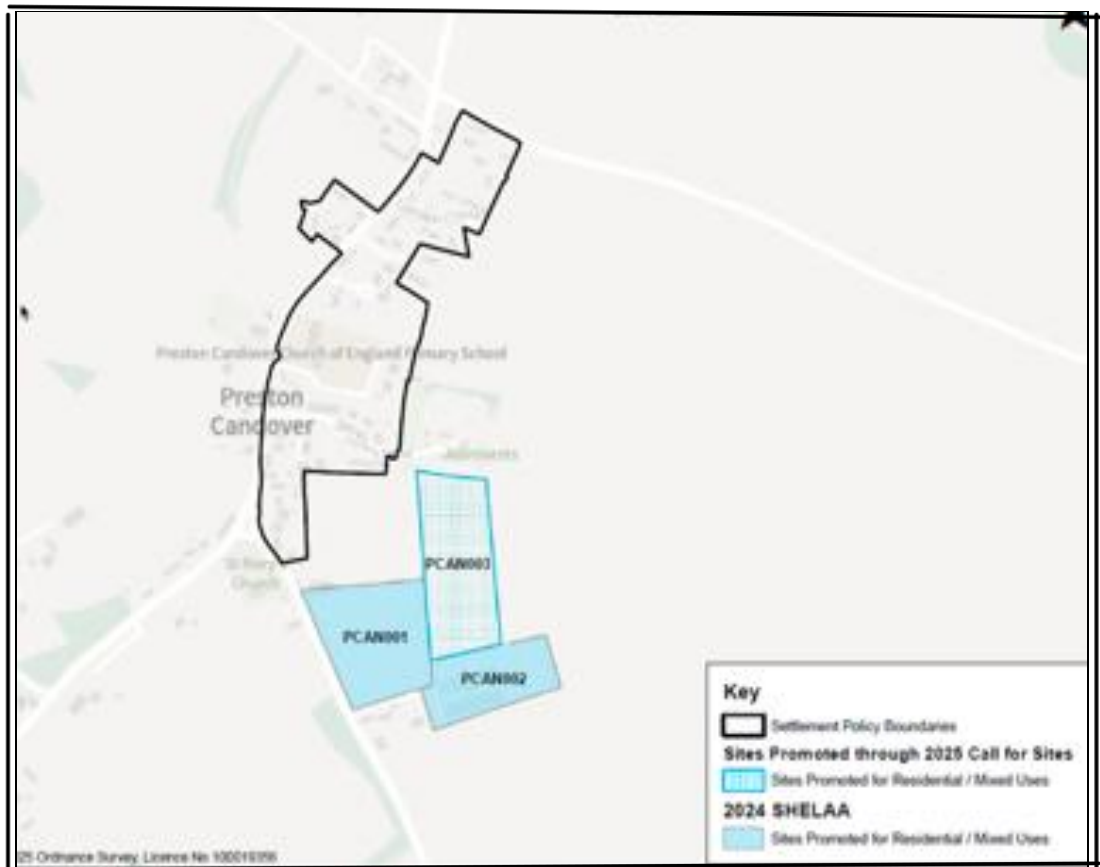 Preston Candover Church of England Primary School
Preston
Candover
Allotments
St Mary's
Church
PCAN003
PCAN001
PCAN002
Key
Settlement Policy Boundaries
Sites Promoted through 2025 Call for Sites
Sites Promoted for Residential / Mixed Uses
2024 SHELAA
Sites Promoted for Residential / Mixed Uses
25 Ordnance Survey, Licence No 100019356